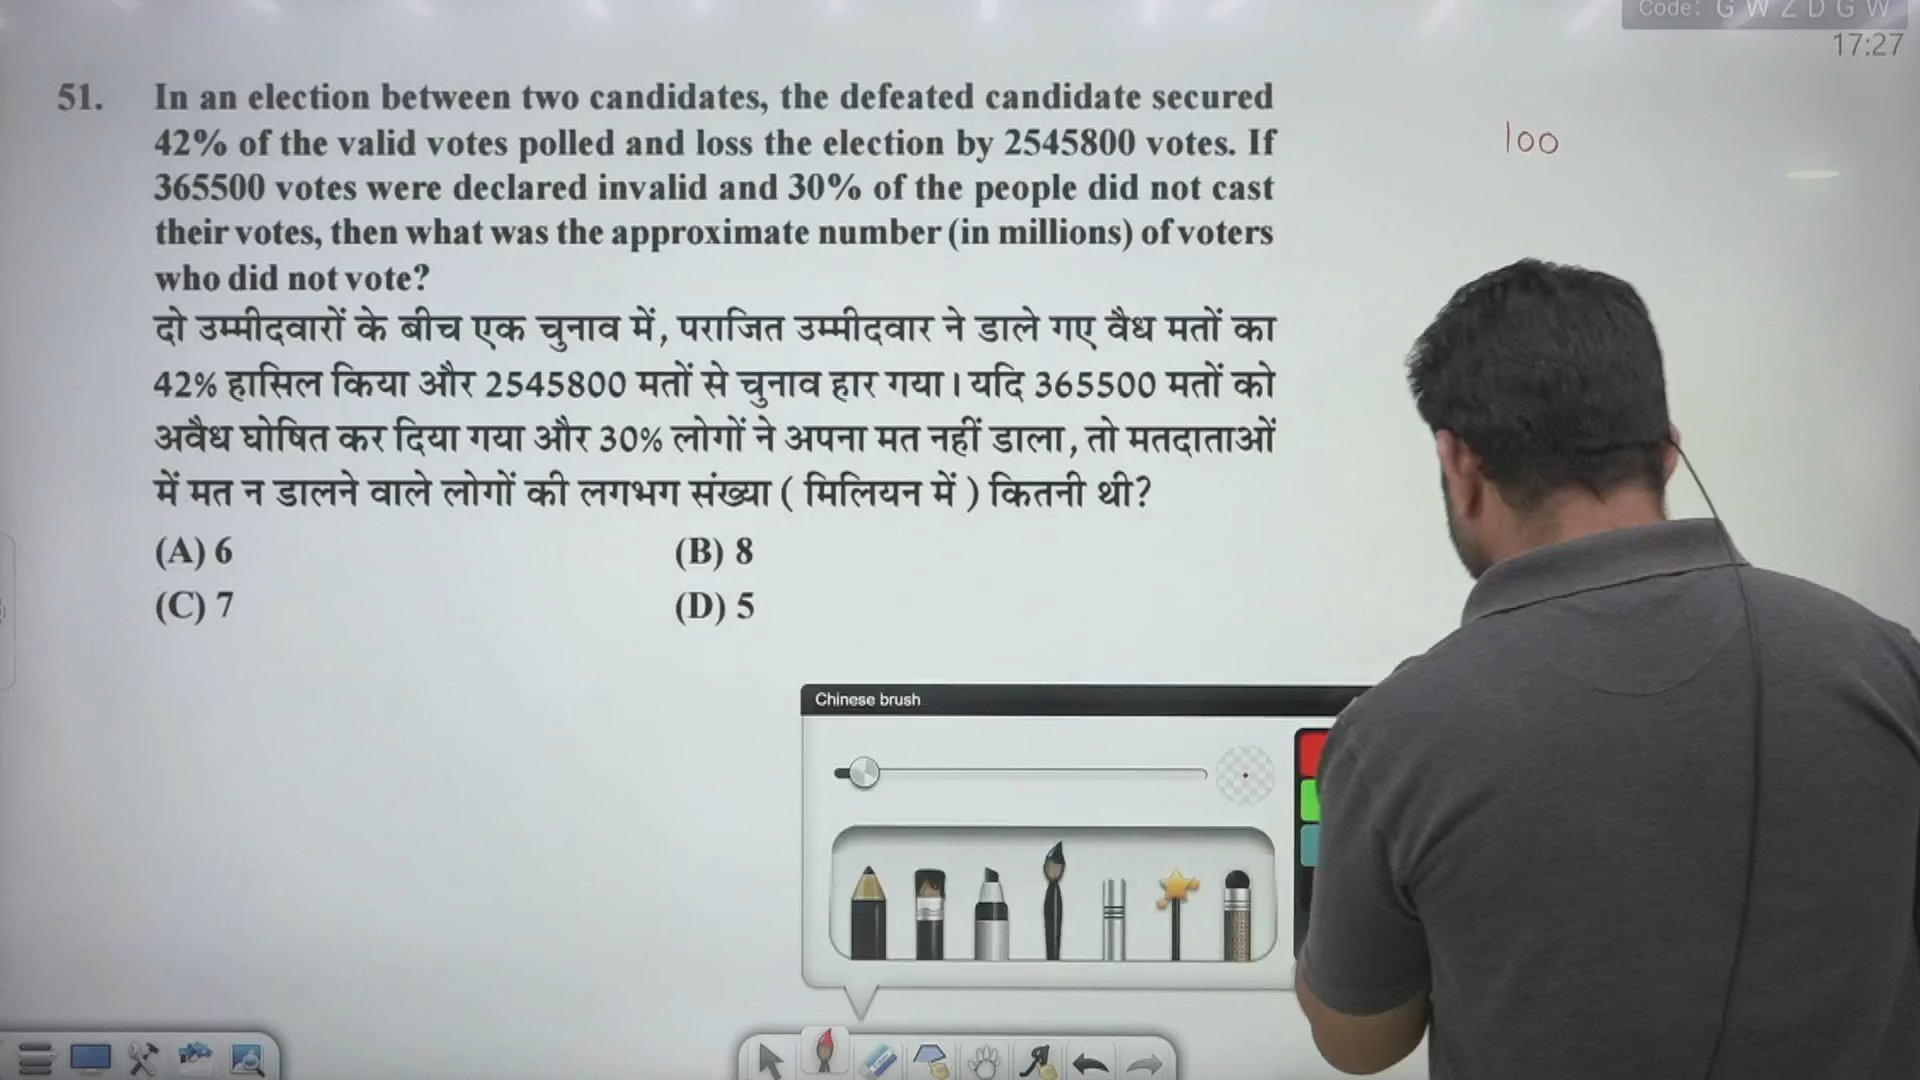 Code: G W Z D G W
17:27
51. In an election between two candidates, the defeated candidate secured
42% of the valid votes polled and loss the election by 2545800 votes. If
365500 votes were declared invalid and 30% of the people did not cast
their votes, then what was the approximate number (in millions) of voters
who did not vote?
दो उम्मीदवारों के बीच एक चुनाव में, पराजित उम्मीदवार ने डाले गए वैध मतों का
42% हासिल किया और 2545800 मतों से चुनाव हार गया। यदि 365500 मतों को
अवैध घोषित कर दिया गया और 30% लोगों ने अपना मत नहीं डाला, तो मतदाताओं
में मत न डालने वाले लोगों की लगभग संख्या ( मिलियन में ) कितनी थी?
(A) 6 (B) 8
(C) 7 (D) 5
100
Chinese brush